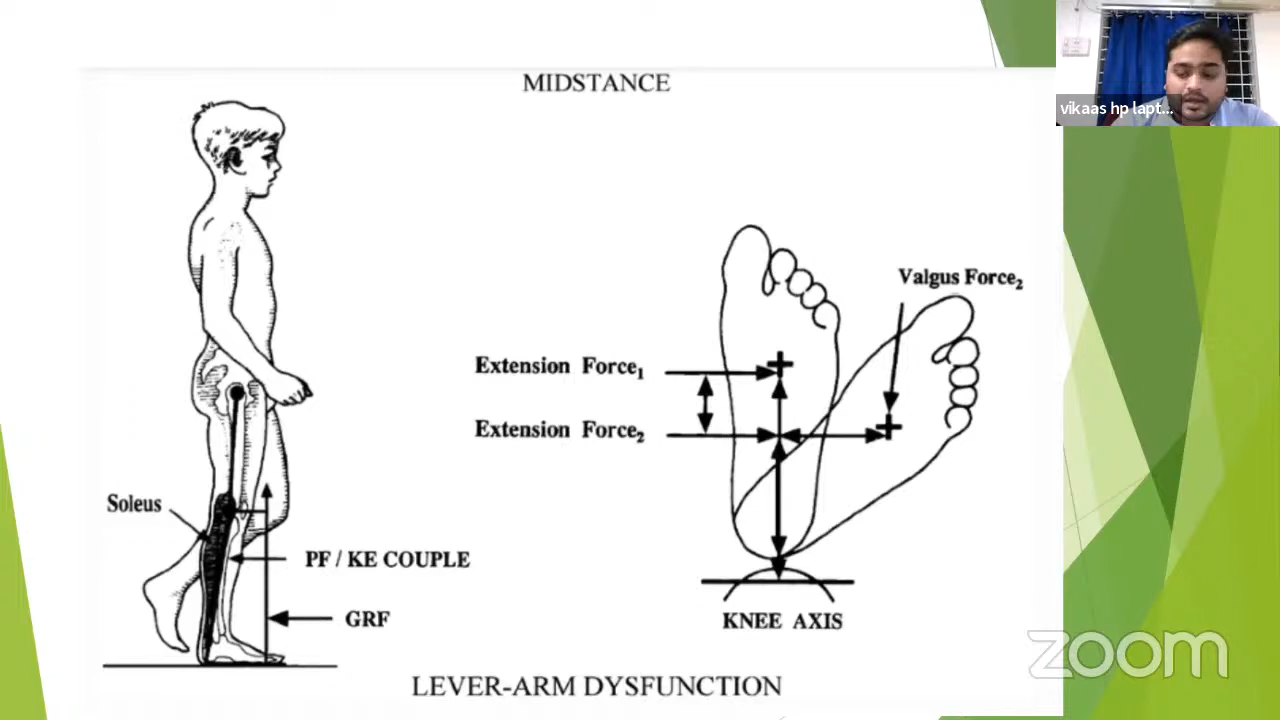 MIDSTANCE
vikaas hp lapt...
Valgus Force₂
Extension Force₁
Extension Force₂
Soleus
PF / KE COUPLE
GRF
KNEE AXIS
LEVER-ARM DYSFUNCTION
zoom